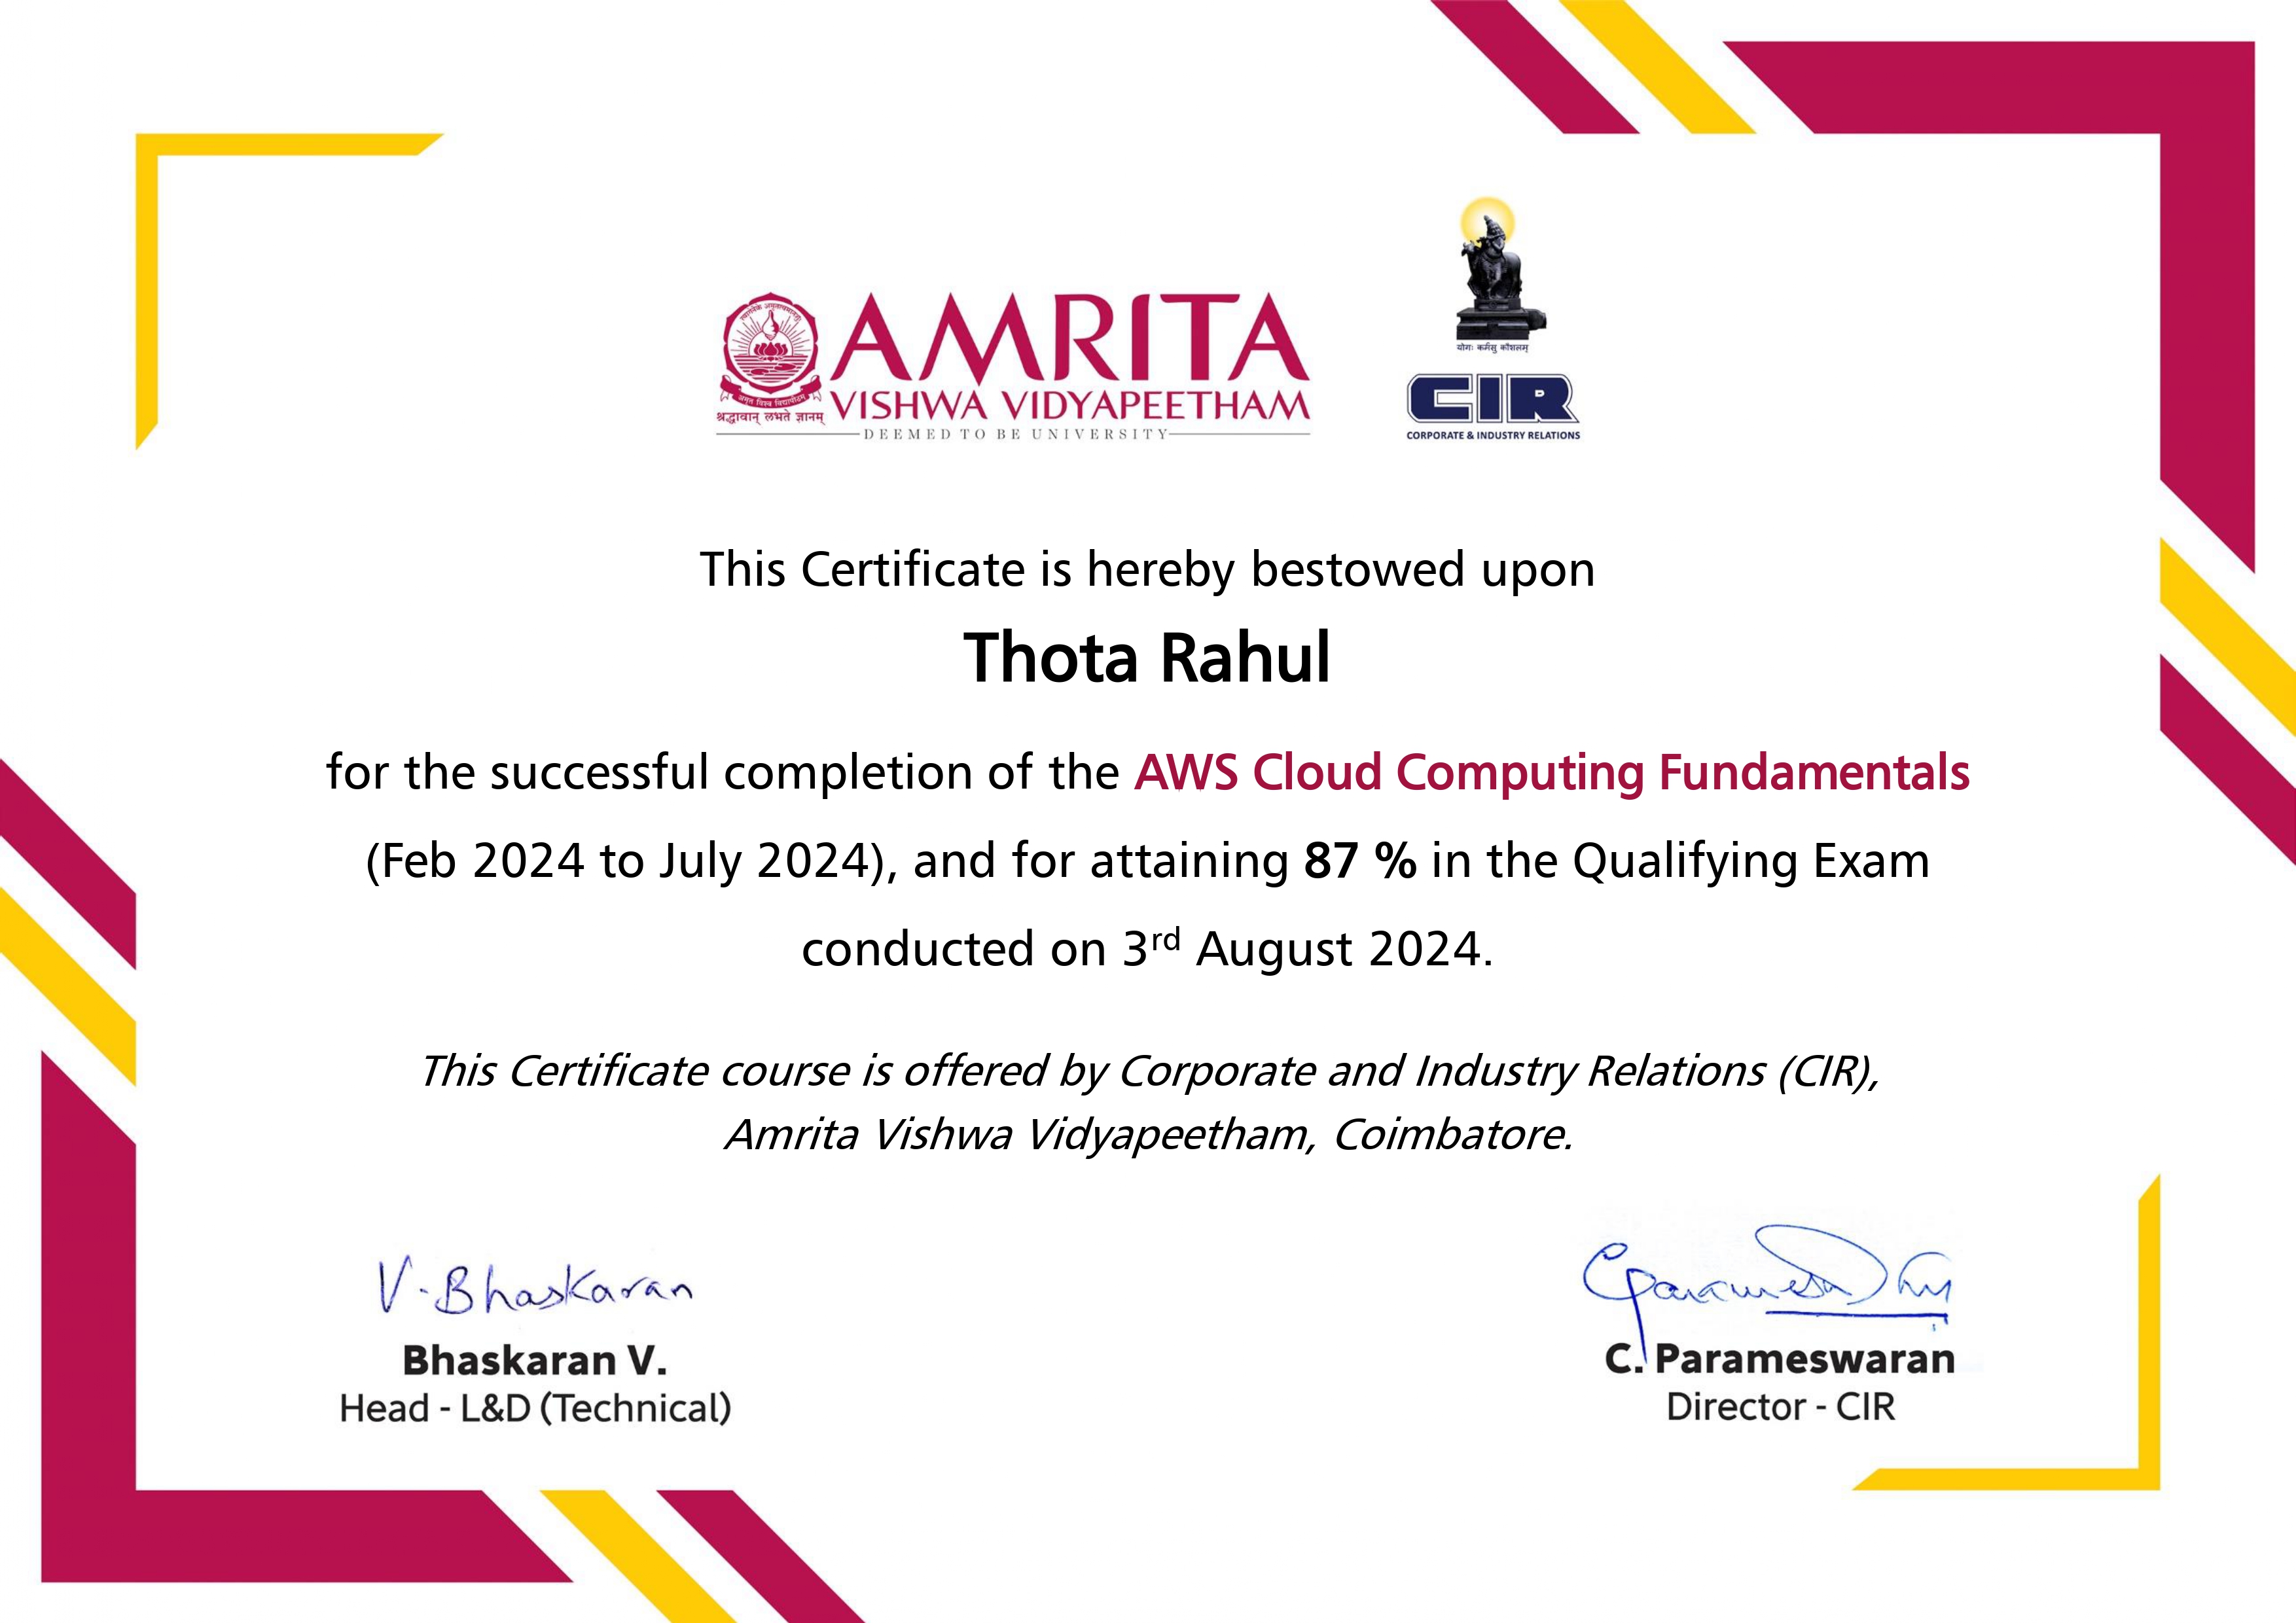 AMRITA
VISHWA VIDYAPEETHAM
श्रद्धावान् लभते ज्ञानम्
DEEMED TO BE UNIVERSITY
योगः कर्मसु कौशलम्
CIR
CORPORATE & INDUSTRY RELATIONS
This Certificate is hereby bestowed upon
Thota Rahul
for the successful completion of the AWS Cloud Computing Fundamentals
(Feb 2024 to July 2024), and for attaining 87 % in the Qualifying Exam
conducted on 3rd August 2024.
This Certificate course is offered by Corporate and Industry Relations (CIR),
Amrita Vishwa Vidyapeetham, Coimbatore.
V. Bhaskaran
Bhaskaran V.
Head - L&D (Technical)
C. Parameswaran
Director - CIR